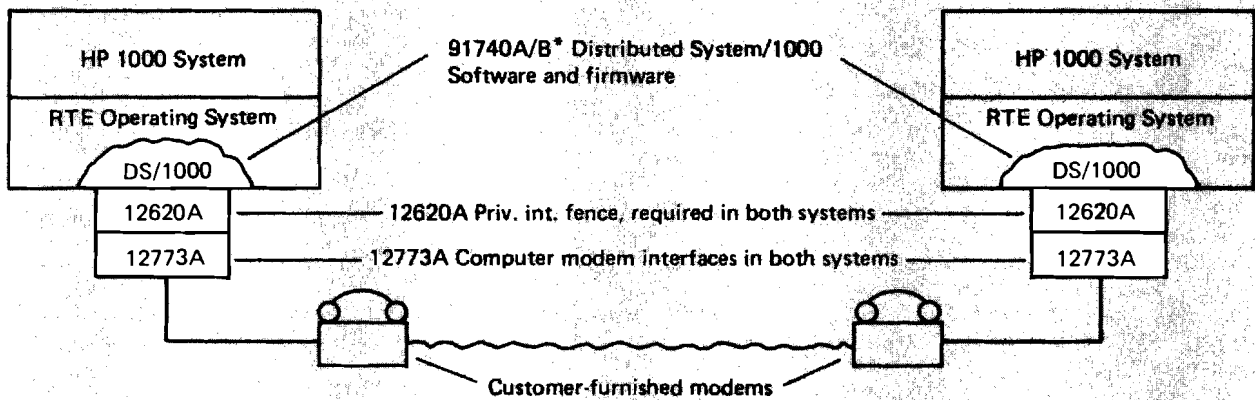 HP 1000 System
91740A/B* Distributed System/1000
Software and firmware
HP 1000 System
RTE Operating System
RTE Operating System
DS/1000
DS/1000
12620A
12620A Priv. int. fence, required in both systems
12620A
12773A
12773A Computer modem interfaces in both systems
12773A
Customer-furnished modems